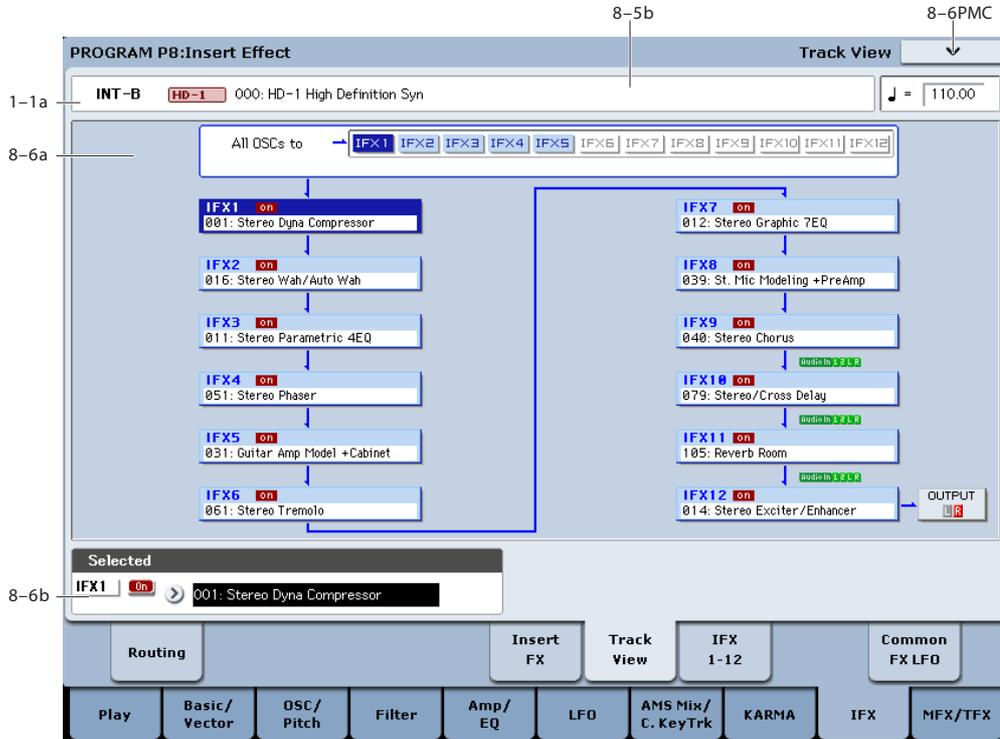 8–5b
8–6PMC
PROGRAM P8:Insert Effect
Track View
1–1a
INT-B
HD-1
000: HD-1 High Definition Syn
♩ = 110.00
8–6a
All OSCs to
IFX1 IFX2 IFX3 IFX4 IFX5 IFX6 IFX7 IFX8 IFX9 IFX10 IFX11 IFX12
IFX1 on
001: Stereo Dyna Compressor
IFX2 on
016: Stereo Wah/Auto Wah
IFX3 on
011: Stereo Parametric 4EQ
IFX4 on
051: Stereo Phaser
IFX5 on
031: Guitar Amp Model +Cabinet
IFX6 on
061: Stereo Tremolo
IFX7 on
012: Stereo Graphic 7EQ
IFX8 on
039: St. Mic Modeling +PreAmp
IFX9 on
040: Stereo Chorus
Audio In 1 2 L R
IFX10 on
079: Stereo/Cross Delay
Audio In 1 2 L R
IFX11 on
105: Reverb Room
Audio In 1 2 L R
IFX12 on
014: Stereo Exciter/Enhancer
OUTPUT
L R
Selected
8–6b
IFX1 On 001: Stereo Dyna Compressor
Routing
Insert
FX
Track
View
IFX
1-12
Common
FX LFO
Play
Basic/
Vector
OSC/
Pitch
Filter
Amp/
EQ
LFO
AMS Mix/
C. KeyTrk
KARMA
IFX
MFX/TFX